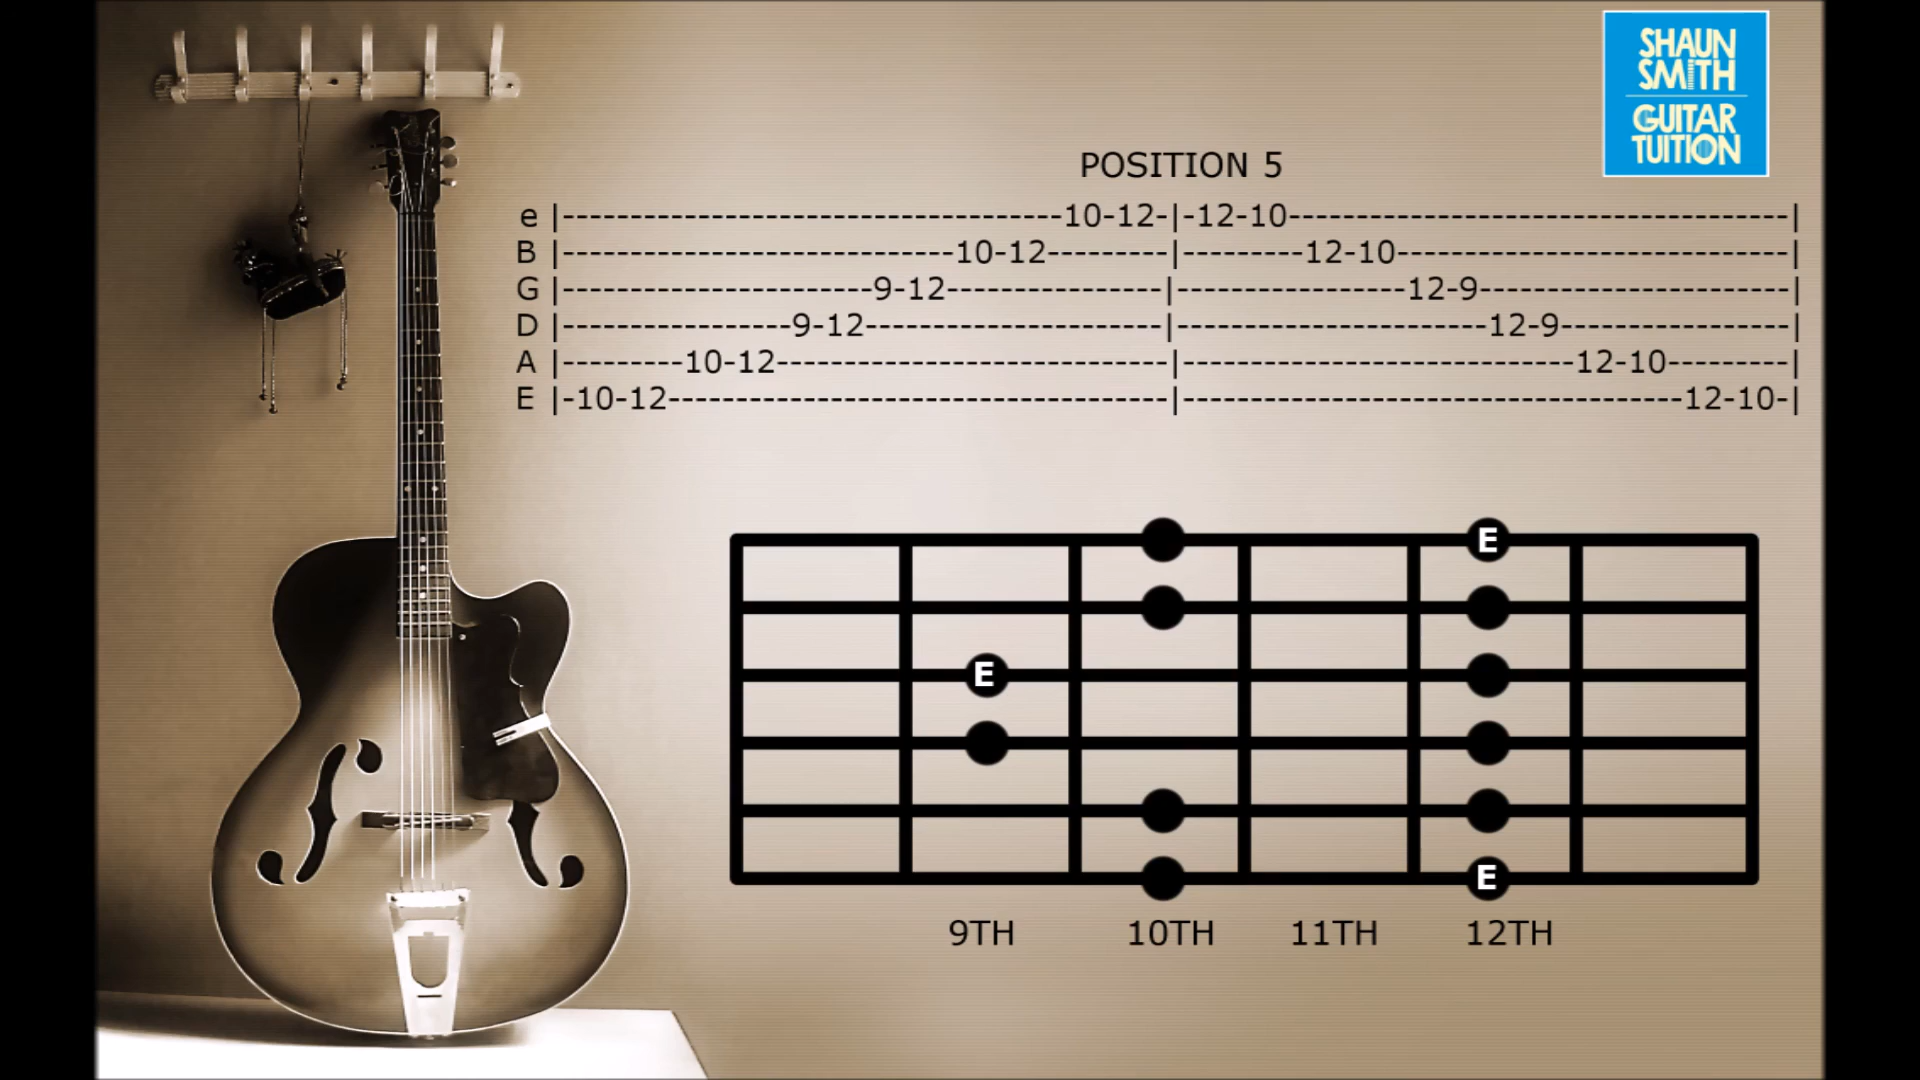 SHAUN
SMITH
GUITAR
TUITION
POSITION 5
e |-------------------------------------10-12-|-12-10-------------------------------------|
B |-----------------------------10-12---------|---------12-10-----------------------------|
G |-----------------------9-12----------------|-----------------12-9-----------------------|
D |-----------------9-12----------------------|-----------------------12-9-----------------|
A |---------10-12-----------------------------|-----------------------------12-10---------|
E |-10-12-------------------------------------|-------------------------------------12-10-|
E
E
E
9TH 10TH 11TH 12TH